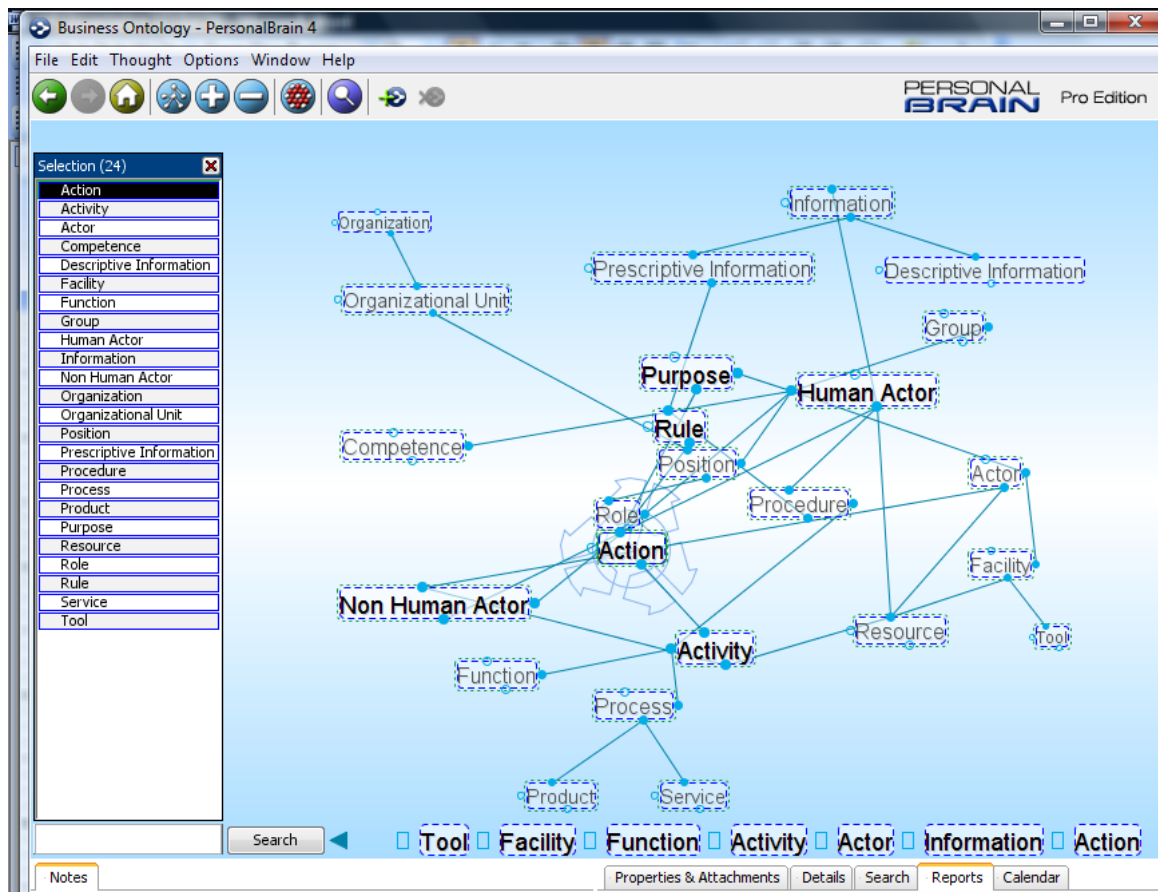 Business Ontology - PersonalBrain 4
File Edit Thought Options Window Help
PERSONAL BRAIN Pro Edition
Selection (24)
Action
Activity
Actor
Competence
Descriptive Information
Facility
Function
Group
Human Actor
Information
Non Human Actor
Organization
Organizational Unit
Position
Prescriptive Information
Procedure
Process
Product
Purpose
Resource
Role
Rule
Service
Tool
Information
Organization
Prescriptive Information
Descriptive Information
Organizational Unit
Group
Purpose
Human Actor
Rule
Competence
Position
Actor
Procedure
Role
Action
Facility
Non Human Actor
Resource
Tool
Activity
Function
Process
Product
Service
Search
Tool Facility Function Activity Actor Information Action
Notes
Properties & Attachments Details Search Reports Calendar